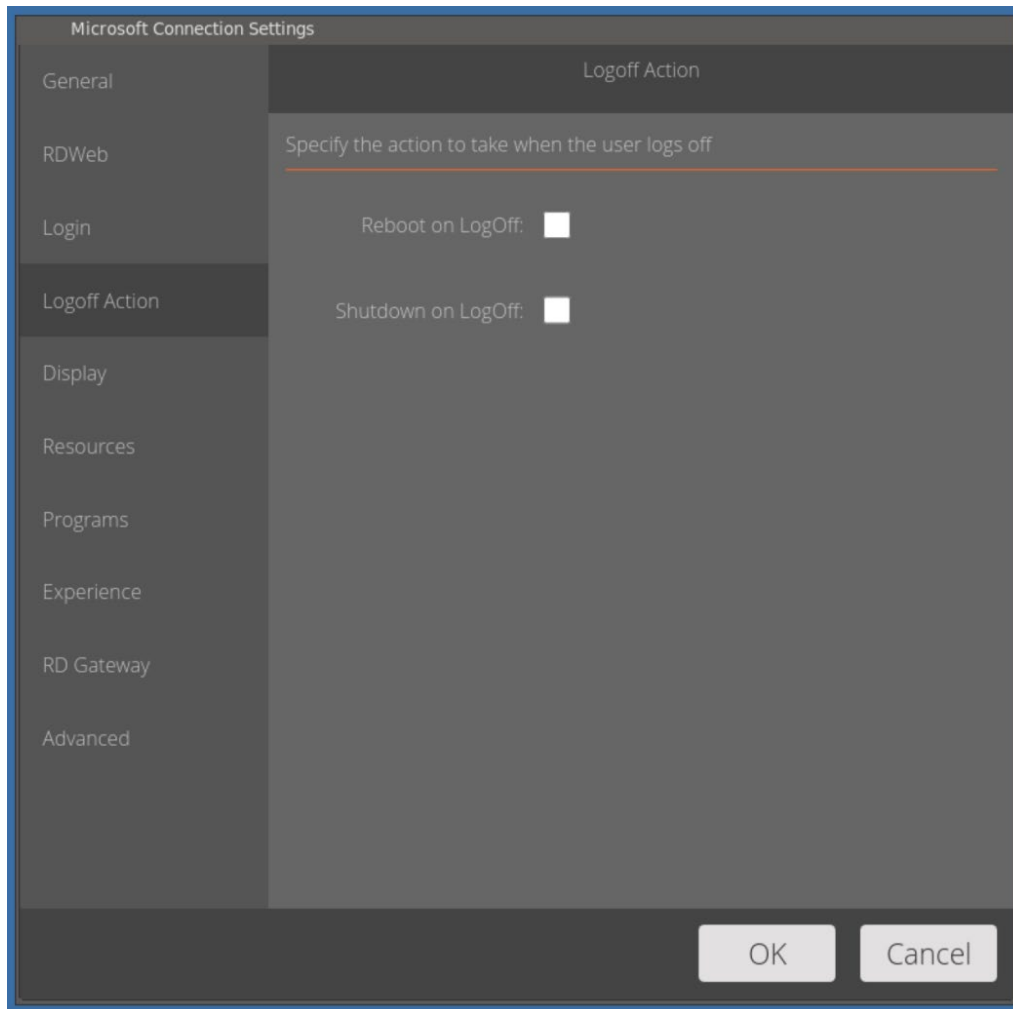 Microsoft Connection Settings
General
RDWeb
Login
Logoff Action
Display
Resources
Programs
Experience
RD Gateway
Advanced
Logoff Action
Specify the action to take when the user logs off
Reboot on LogOff:
Shutdown on LogOff:
OK
Cancel